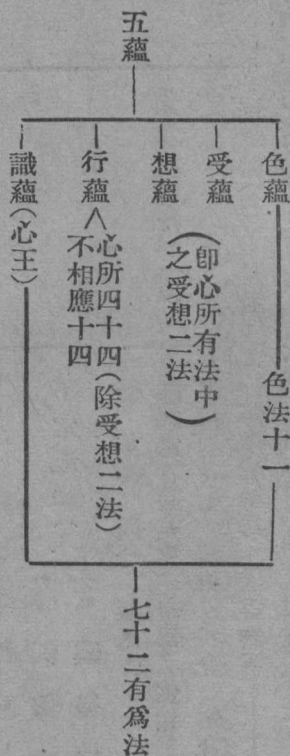 五蘊
色蘊
色法十一
受蘊
想蘊
(即心所有法中
之受想二法)
行蘊
心所四十四(除受想二法)
不相應十四
識蘊(心王)
七十二有爲法